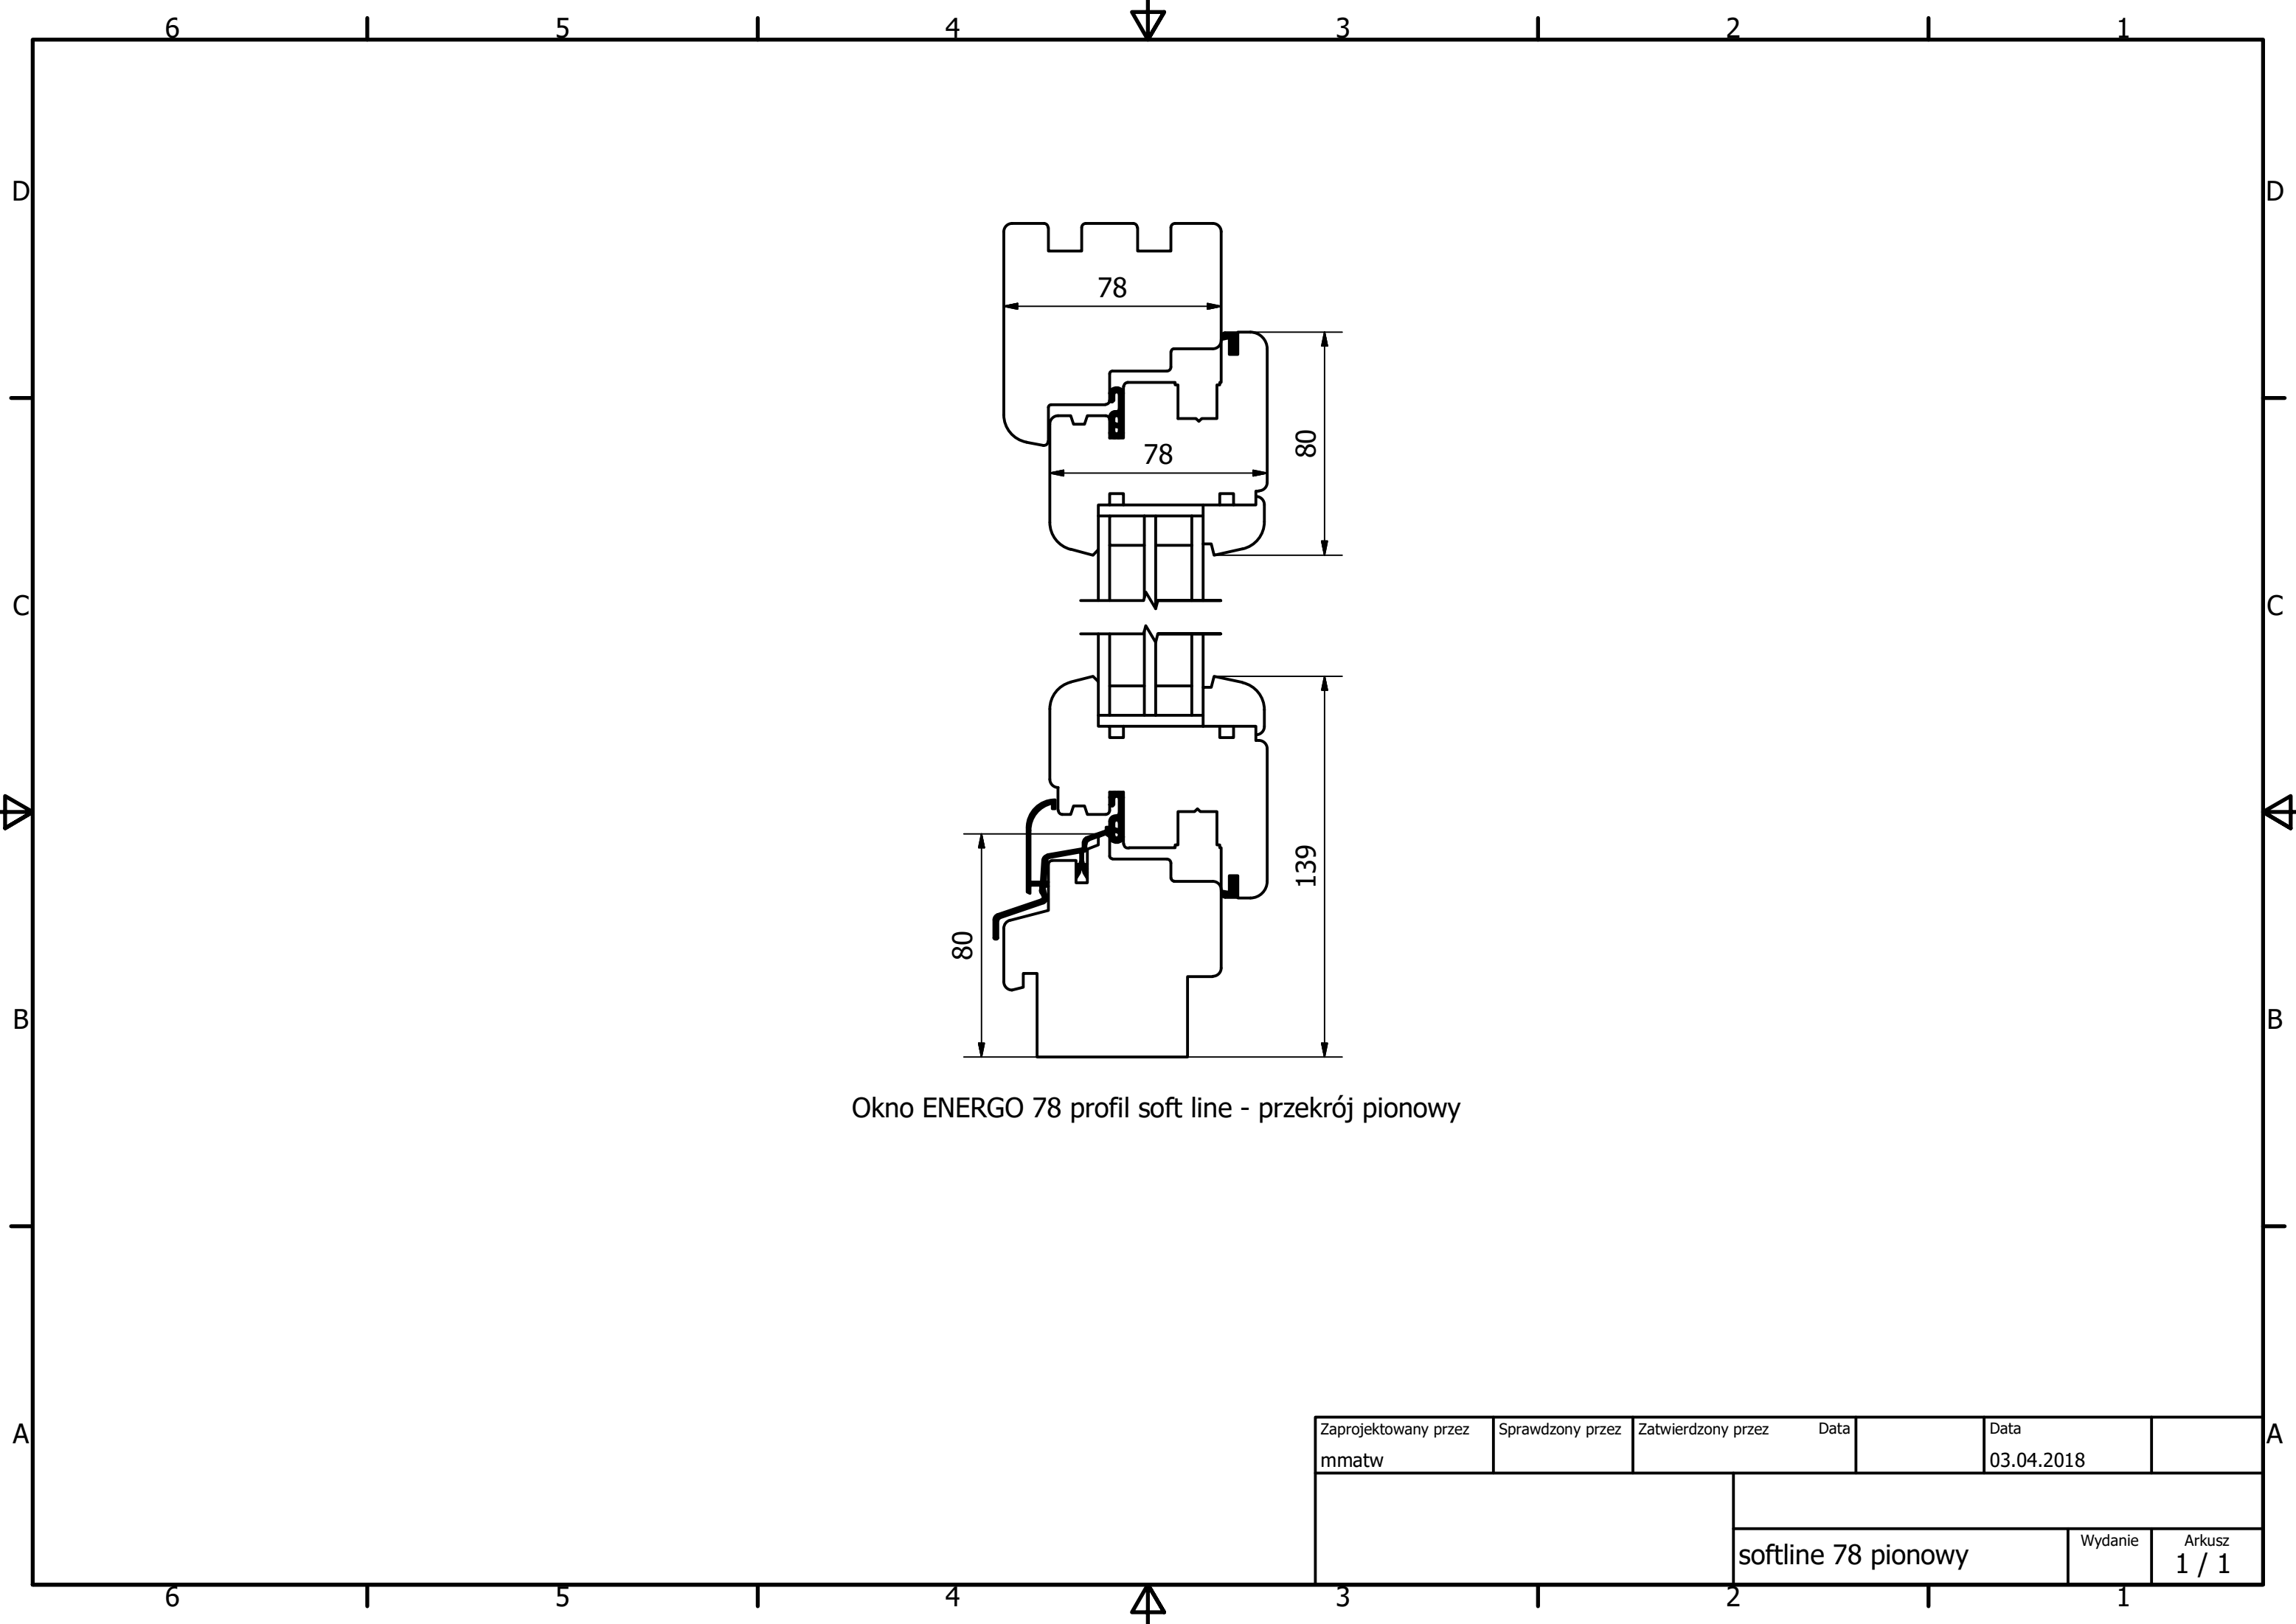 6 5 4 3 2 1
D D
78
80
78
C C
139
80
B B
Okno ENERGO 78 profil soft line - przekrój pionowy
A A
Zaprojektowany przez Sprawdzony przez Zatwierdzony przez Data Data
mmatw 03.04.2018
Wydanie Arkusz
softline 78 pionowy 1 / 1
6 5 4 3 2 1